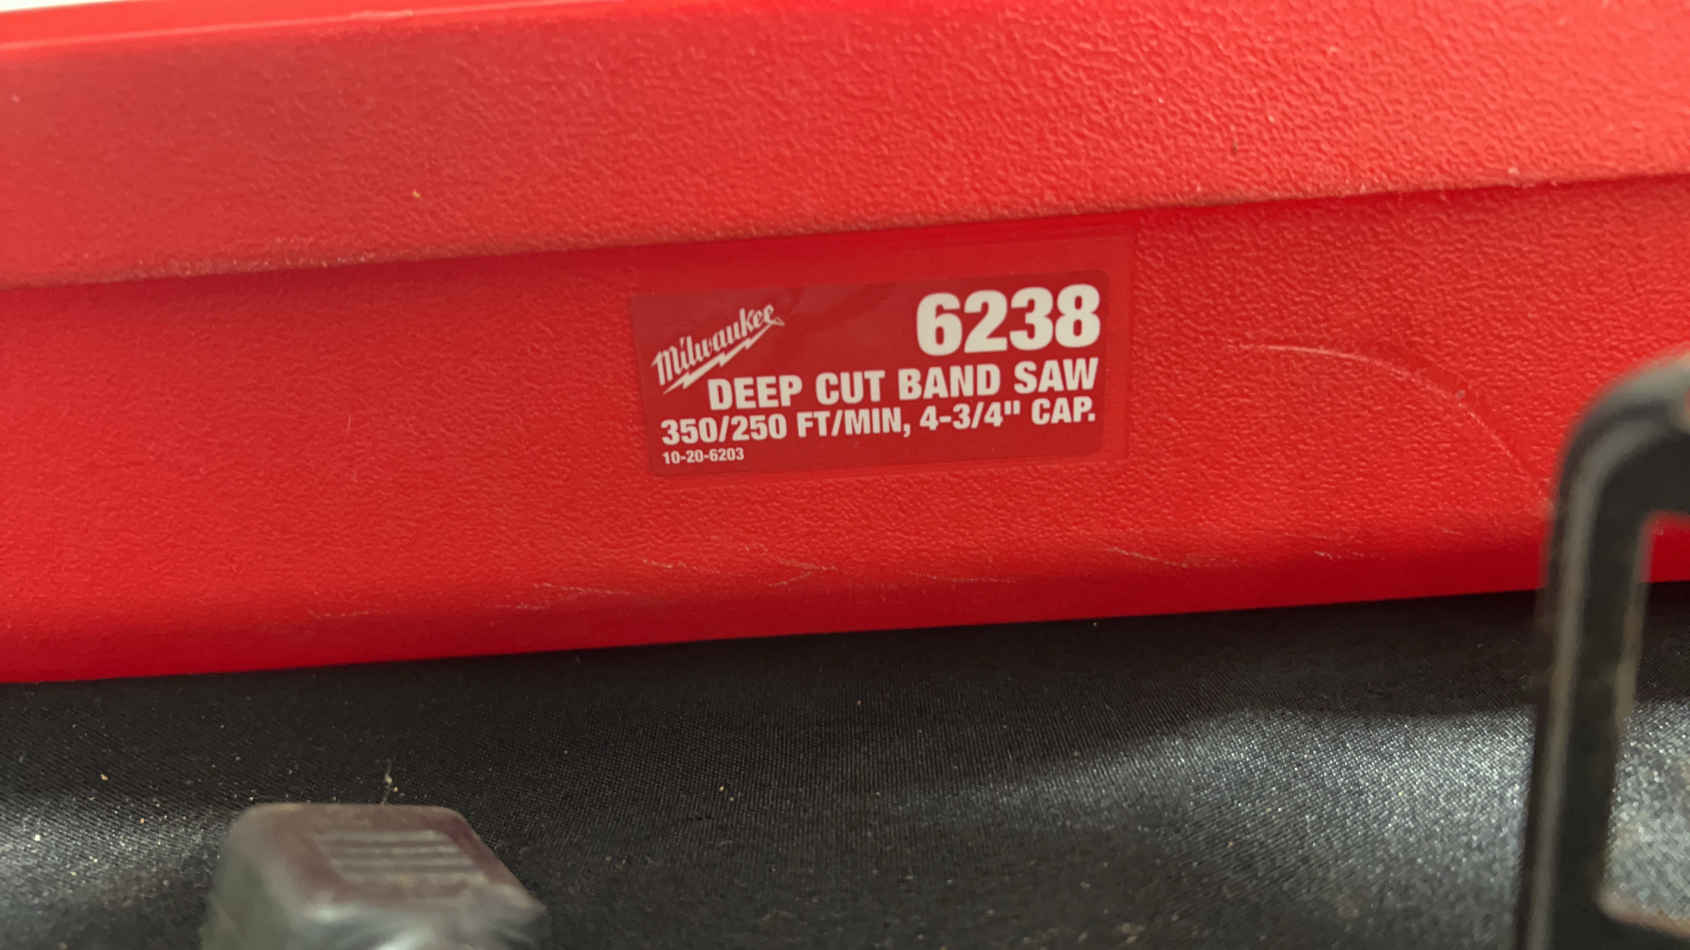 Milwaukee
6238
DEEP CUT BAND SAW
350/250 FT/MIN, 4-3/4" CAP.
10-20-6203